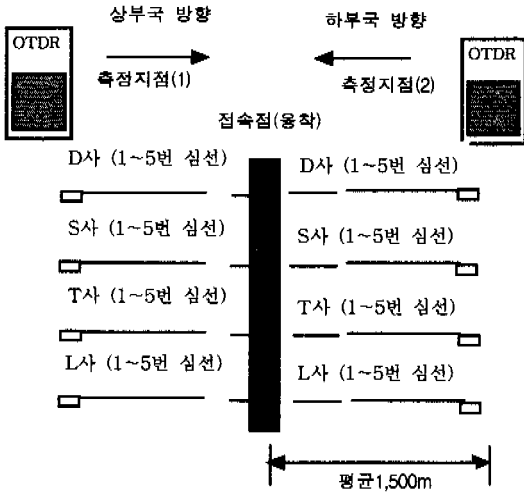 상부국 방향
하부국 방향
OTDR
OTDR
측정지점(1)
측정지점(2)
접속점(융착)
D사 (1~5번 심선)
D사 (1~5번 심선)
S사 (1~5번 심선)
S사 (1~5번 심선)
T사 (1~5번 심선)
T사 (1~5번 심선)
L사 (1~5번 심선)
L사 (1~5번 심선)
평균1,500m